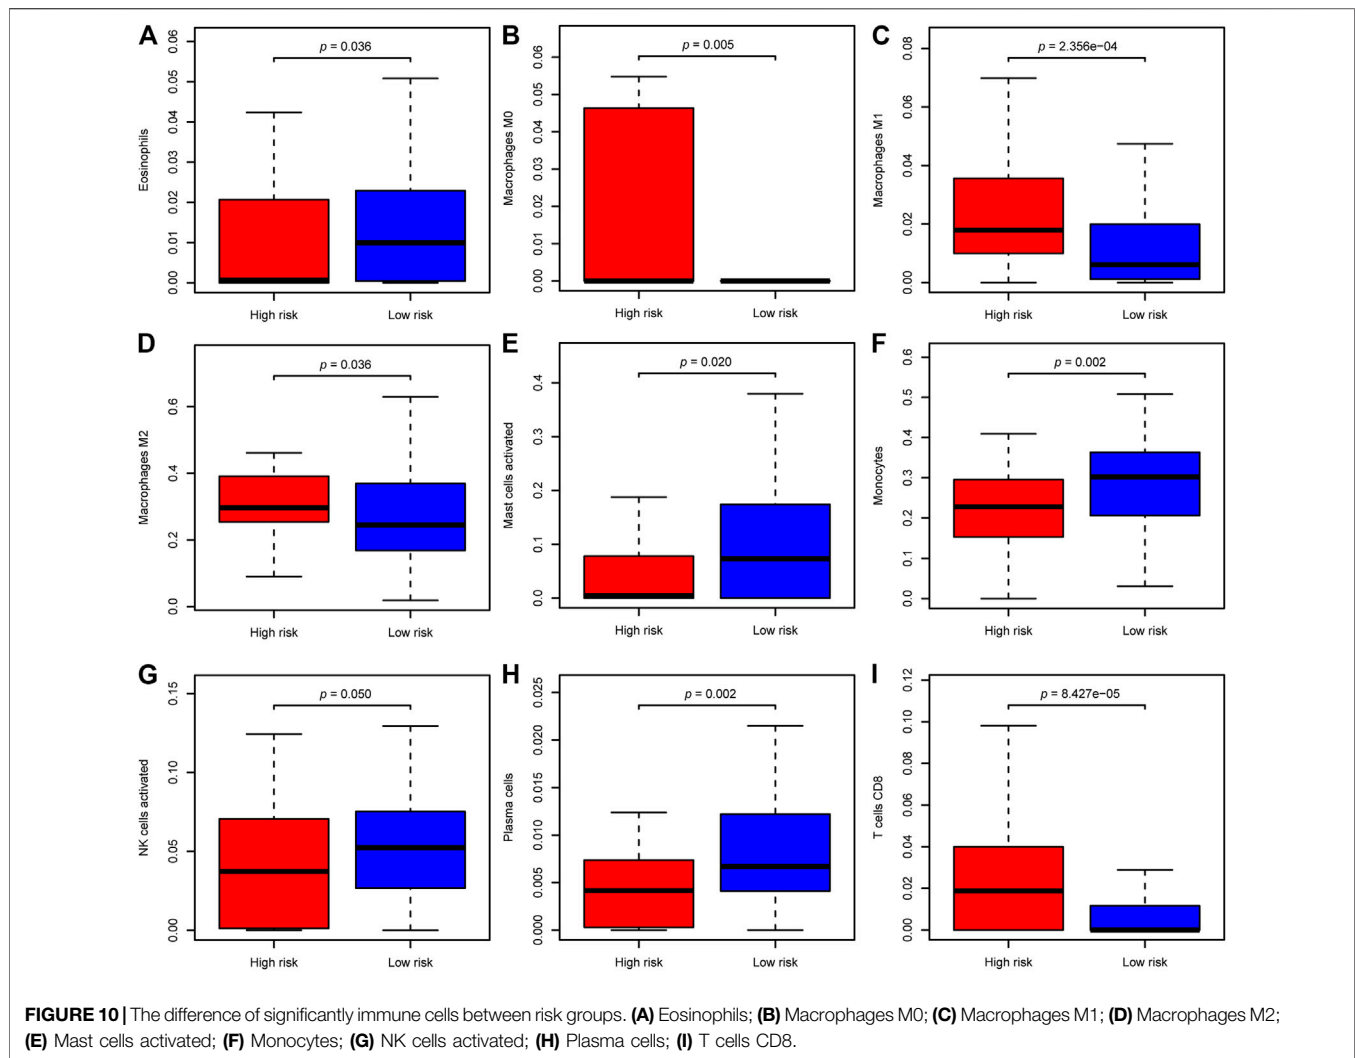 A
p = 0.036
Eosinophils
0.00 0.01 0.02 0.03 0.04 0.05 0.06
High risk Low risk
B
p = 0.005
Macrophages M0
0.00 0.01 0.02 0.03 0.04 0.05 0.06
High risk Low risk
C
p = 2.356e−04
Macrophages M1
0.00 0.02 0.04 0.06 0.08
High risk Low risk
D
p = 0.036
Macrophages M2
0.0 0.2 0.4 0.6
High risk Low risk
E
p = 0.020
Mast cells activated
0.0 0.1 0.2 0.3 0.4
High risk Low risk
F
p = 0.002
Monocytes
0.0 0.1 0.2 0.3 0.4 0.5 0.6
High risk Low risk
G
p = 0.050
NK cells activated
0.00 0.05 0.10 0.15
High risk Low risk
H
p = 0.002
Plasma cells
0.000 0.005 0.010 0.015 0.020 0.025
High risk Low risk
I
p = 8.427e−05
T cells CD8
0.00 0.02 0.04 0.06 0.08 0.10 0.12
High risk Low risk
FIGURE 10 | The difference of significantly immune cells between risk groups. (A) Eosinophils; (B) Macrophages M0; (C) Macrophages M1; (D) Macrophages M2;
(E) Mast cells activated; (F) Monocytes; (G) NK cells activated; (H) Plasma cells; (I) T cells CD8.